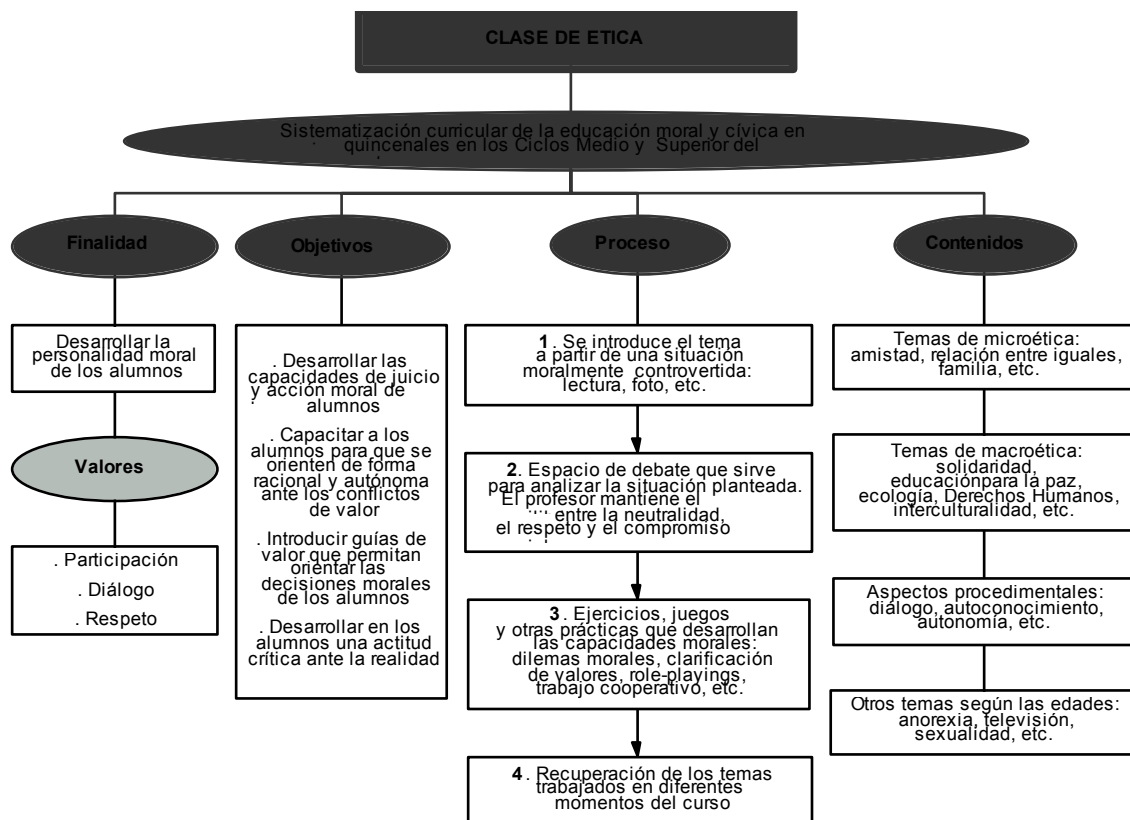 CLASE DE ETICA
Sistematización curricular de la educación moral y cívica en
quincenales en los Ciclos Medio y Superior del
Finalidad
Objetivos
Proceso
Contenidos
Desarrollar la
personalidad moral
de los alumnos
Valores
. Participación
. Diálogo
. Respeto
. Desarrollar las
capacidades de juicio
y acción moral de
alumnos
. Capacitar a los
alumnos para que se
orienten de forma
racional y autónoma
ante los conflictos
de valor
. Introducir guías de
valor que permitan
orientar las
decisiones morales
de los alumnos
. Desarrollar en los
alumnos una actitud
crítica ante la realidad
1. Se introduce el tema
a partir de una situación
moralmente controvertida:
lectura, foto, etc.
2. Espacio de debate que sirve
para analizar la situación planteada.
El profesor mantiene el
entre la neutralidad,
el respeto y el compromiso
3. Ejercicios, juegos
y otras prácticas que desarrollan
las capacidades morales:
dilemas morales, clarificación
de valores, role-playings,
trabajo cooperativo, etc.
4. Recuperación de los temas
trabajados en diferentes
momentos del curso
Temas de microética:
amistad, relación entre iguales,
familia, etc.
Temas de macroética:
solidaridad,
educaciónpara la paz,
ecología, Derechos Humanos,
interculturalidad, etc.
Aspectos procedimentales:
diálogo, autoconocimiento,
autonomía, etc.
Otros temas según las edades:
anorexia, televisión,
sexualidad, etc.